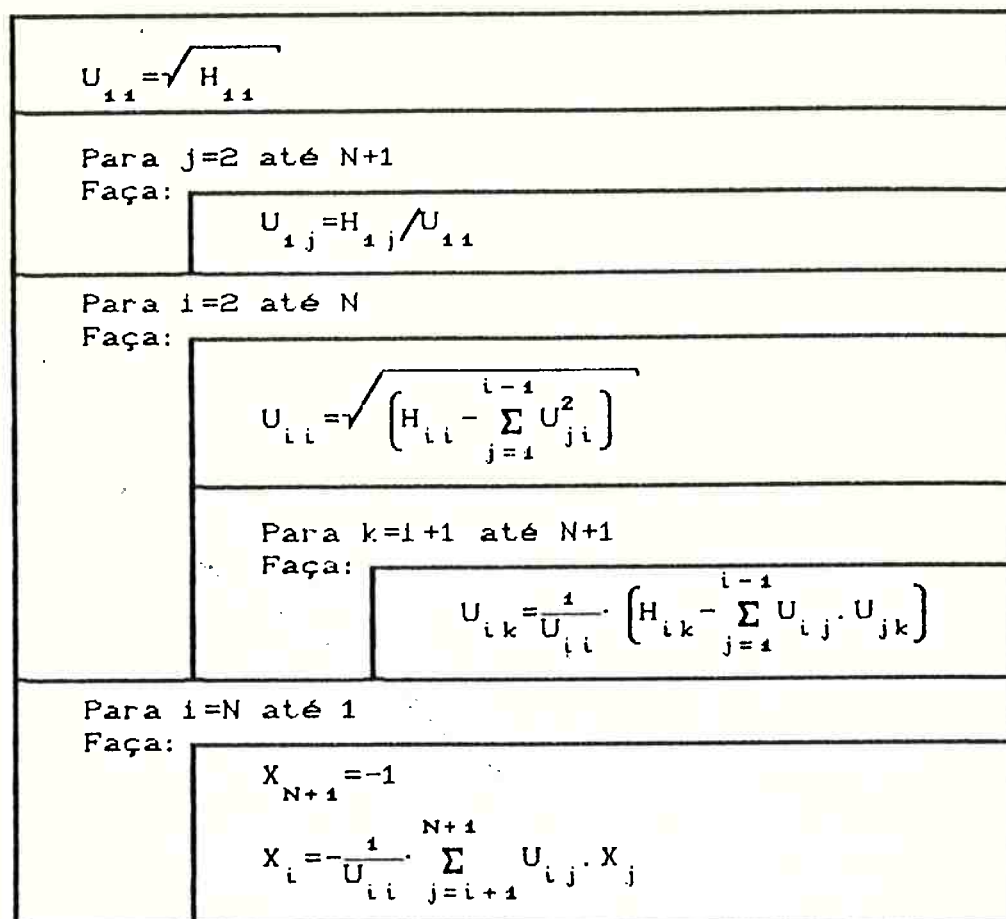 U₁₁=√H₁₁
Para j=2 até N+1
Faça:
U₁ⱼ=H₁ⱼ/U₁₁
Para i=2 até N
Faça:
Uᵢᵢ=√(Hᵢᵢ-Σ_{j=1}^{i-1} U²ⱼᵢ)
Para k=i+1 até N+1
Faça:
Uᵢₖ=1/Uᵢᵢ·(Hᵢₖ-Σ_{j=1}^{i-1} Uᵢⱼ.Uⱼₖ)
Para i=N até 1
Faça:
X_{N+1}=-1
Xᵢ=-1/Uᵢᵢ·Σ_{j=i+1}^{N+1} Uᵢⱼ.Xⱼ